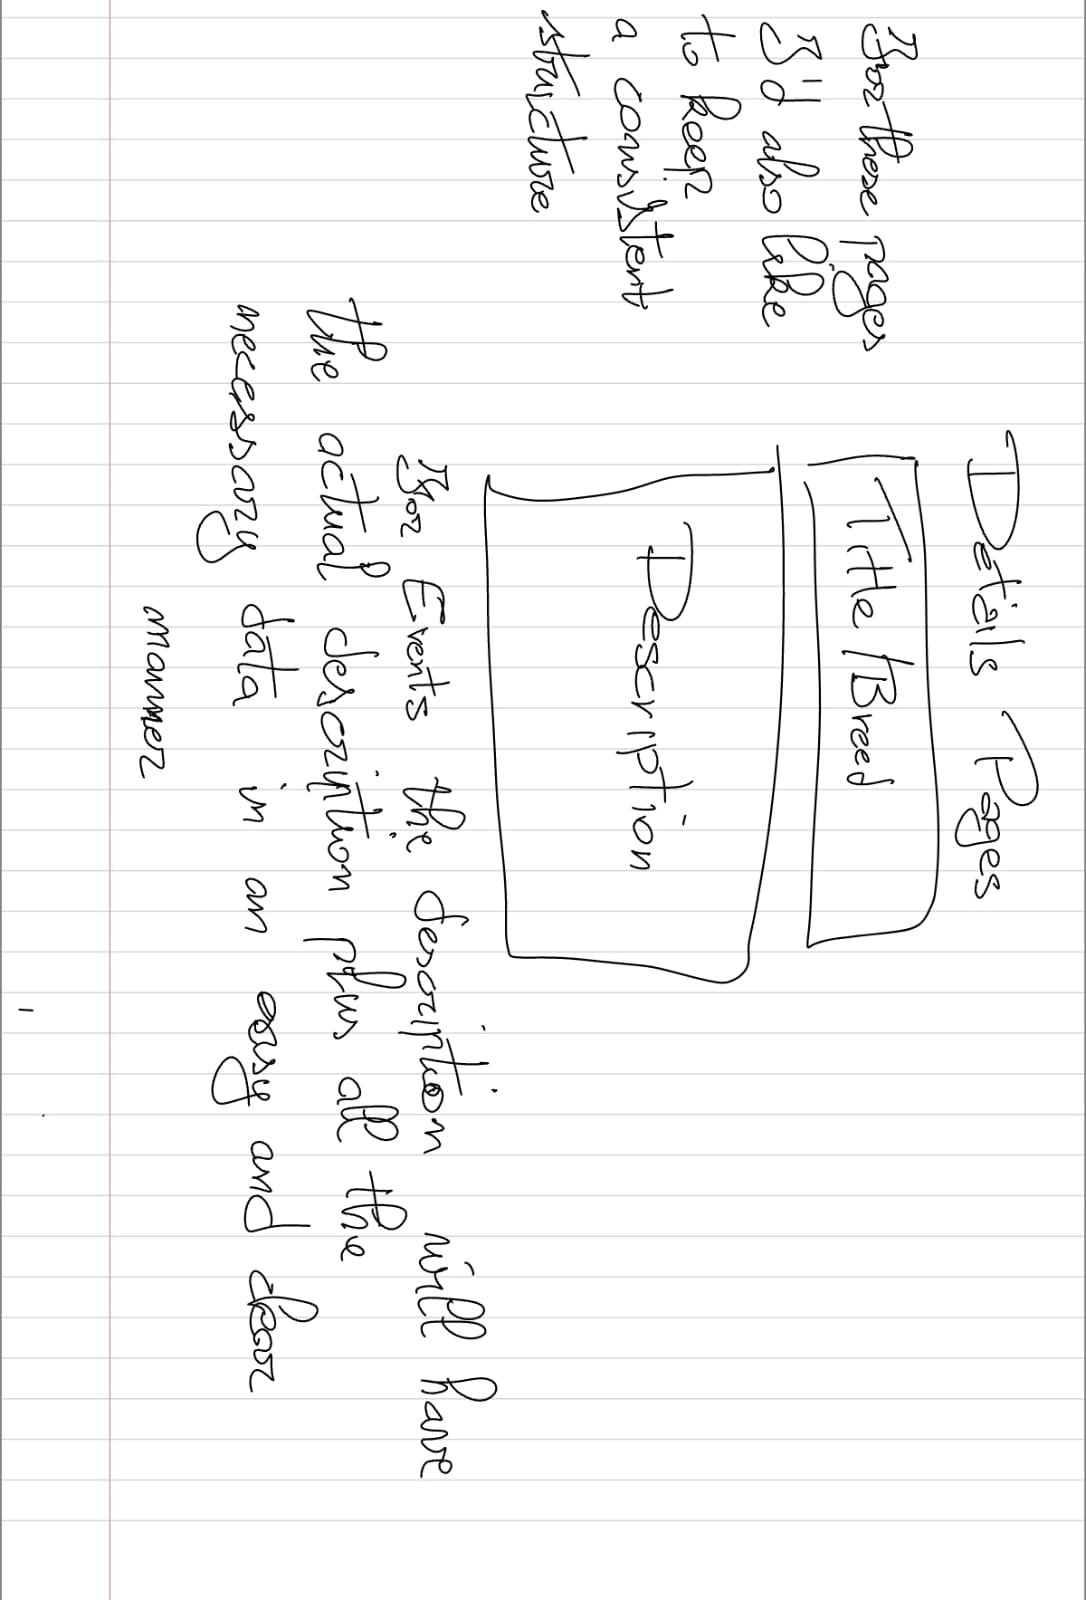 Details Pages
For these pages
I'd also like
to keep
a consistent
structure
Title / Breed
Description
For Events the description will have
the actual description plus all the
necessary data in an easy and clear
manner